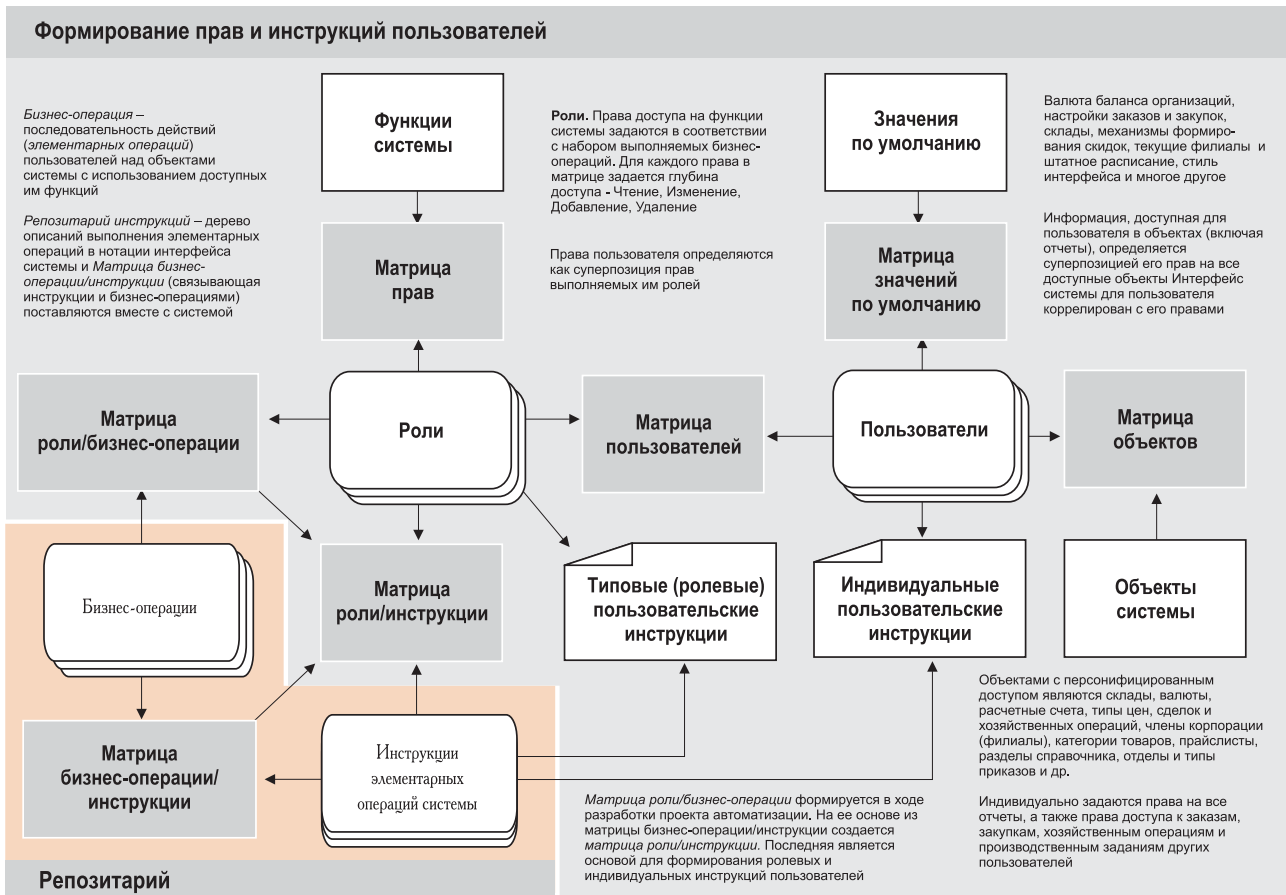 Формирование прав и инструкций пользователей
Бизнес-операция –
последовательность действий
(элементарных операций)
пользователей над объектами
системы с использованием доступных
им функций
Репозитарий инструкций – дерево
описаний выполнения элементарных
операций в нотации интерфейса
системы и Матрица бизнес-
операции/инструкции (связывающая
инструкции и бизнес-операциями)
поставляются вместе с системой
Функции
системы
Роли. Права доступа на функции
системы задаются в соответствии
с набором выполняемых бизнес-
операций. Для каждого права в
матрице задается глубина
доступа - Чтение, Изменение,
Добавление, Удаление
Права пользователя определяются
как суперпозиция прав
выполняемых им ролей
Значения
по умолчанию
Валюта баланса организаций,
настройки заказов и закупок,
склады, механизмы формиро-
вания скидок, текущие филиалы и
штатное расписание, стиль
интерфейса и многое другое
Информация, доступная для
пользователя в объектах (включая
отчеты), определяется
суперпозицией его прав на все
доступные объекты Интерфейс
системы для пользователя
коррелирован с его правами
Матрица
прав
Матрица
значений
по умолчанию
Матрица
роли/бизнес-операции
Роли
Матрица
пользователей
Пользователи
Матрица
объектов
Бизнес-операции
Матрица
роли/инструкции
Типовые (ролевые)
пользовательские
инструкции
Индивидуальные
пользовательские
инструкции
Объекты
системы
Матрица
бизнес-операции/
инструкции
Инструкции
элементарных
операций системы
Объектами с персонифицированным
доступом являются склады, валюты,
расчетные счета, типы цен, сделок и
хозяйственных операций, члены корпорации
(филиалы), категории товаров, прайслисты,
разделы справочника, отделы и типы
приказов и др.
Индивидуально задаются права на все
отчеты, а также права доступа к заказам,
закупкам, хозяйственным операциям и
производственным заданиям других
пользователей
Матрица роли/бизнес-операции формируется в ходе
разработки проекта автоматизации. На ее основе из
матрицы бизнес-операции/инструкции создается
матрица роли/инструкции. Последняя является
основой для формирования ролевых и
индивидуальных инструкций пользователей
Репозитарий